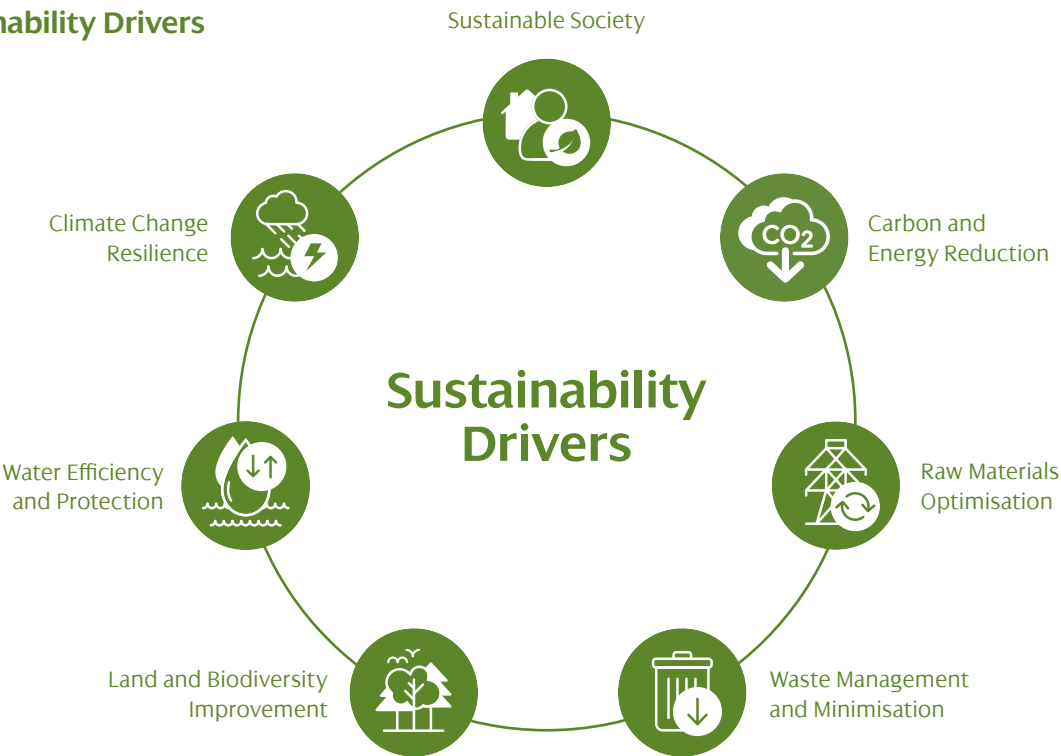 nability Drivers
Sustainable Society
Carbon and
Energy Reduction
Raw Materials
Optimisation
Waste Management
and Minimisation
Land and Biodiversity
Improvement
Water Efficiency
and Protection
Climate Change
Resilience
CO2
Sustainability
Drivers